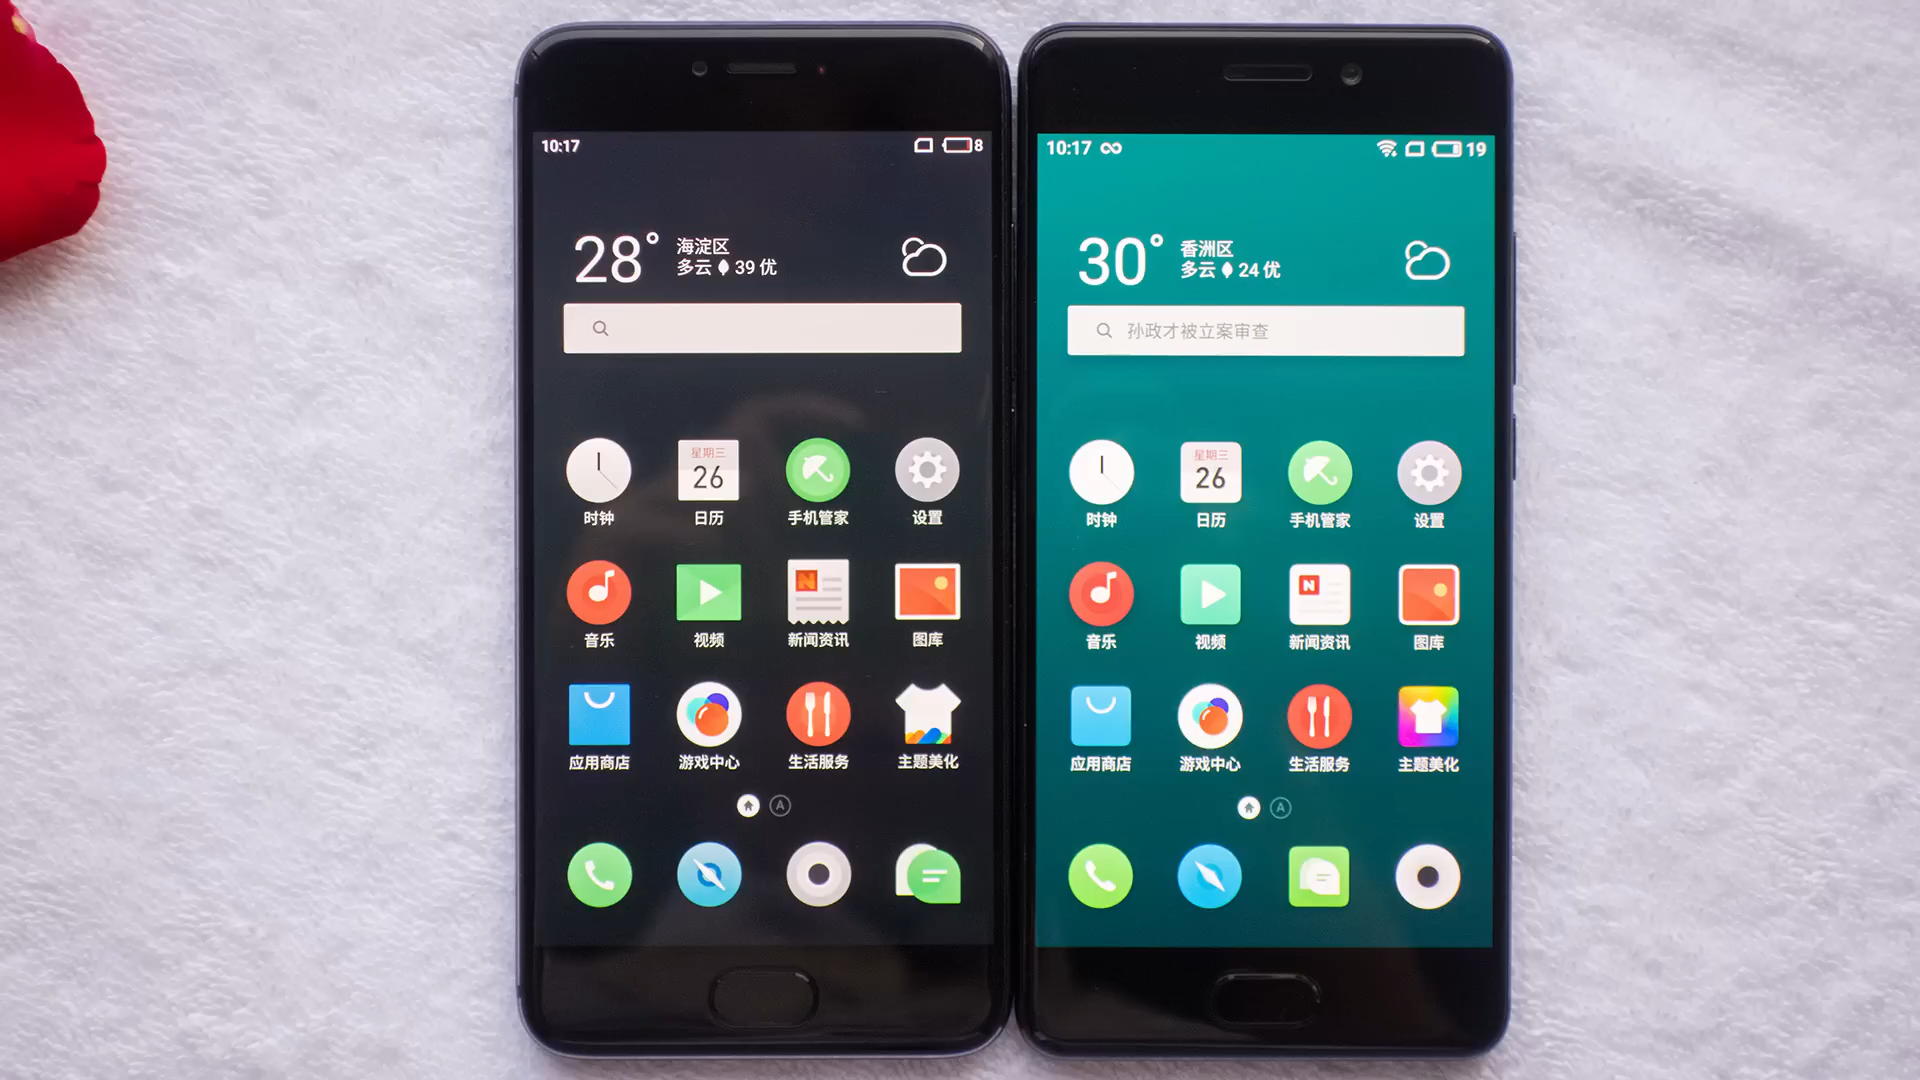 10:17
8
28°
海淀区
多云 39 优
星期三
26
时钟
日历
手机管家
设置
N
音乐
视频
新闻资讯
图库
应用商店
游戏中心
生活服务
主题美化
A
10:17
19
30°
香洲区
多云 24 优
孙政才被立案审查
星期三
26
时钟
日历
手机管家
设置
N
音乐
视频
新闻资讯
图库
应用商店
游戏中心
生活服务
主题美化
A